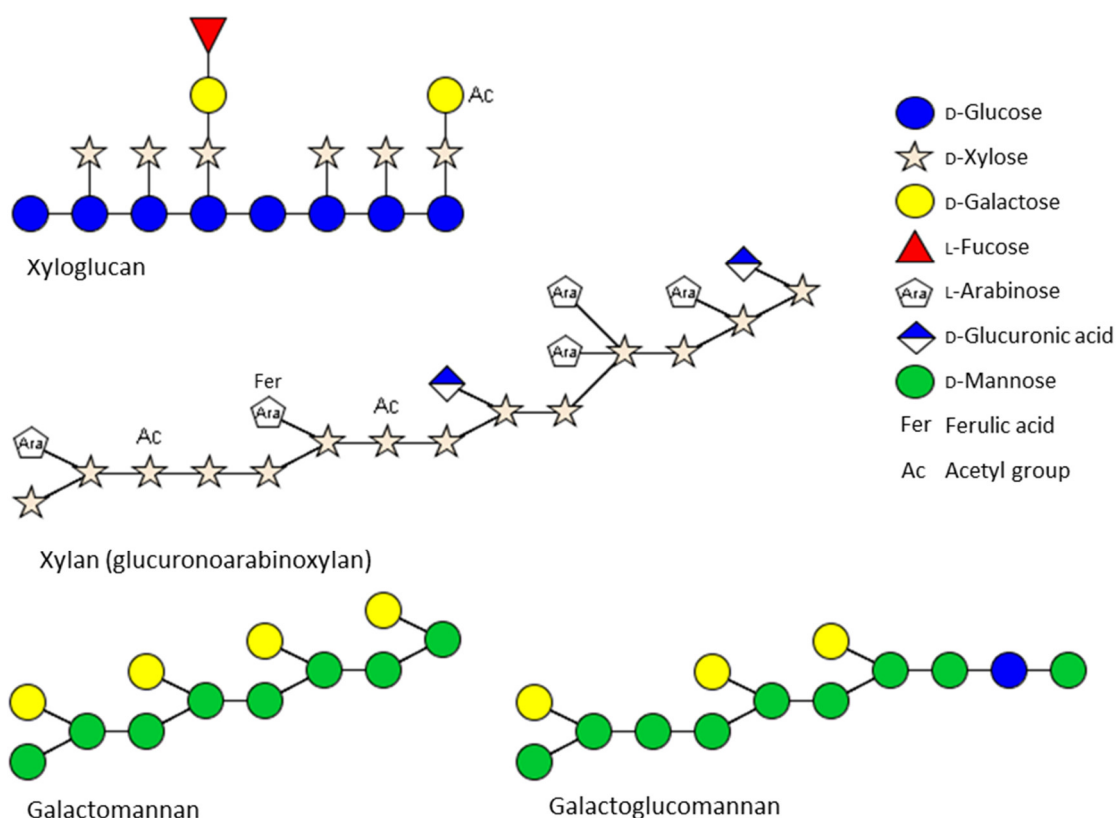 Ac
Xyloglucan
D-Glucose
D-Xylose
D-Galactose
L-Fucose
Ara L-Arabinose
D-Glucuronic acid
D-Mannose
Fer Ferulic acid
Ac Acetyl group
Ara
Ara
Ara
Fer
Ara
Ac
Ara
Ac
Xylan (glucuronoarabinoxylan)
Galactomannan
Galactoglucomannan